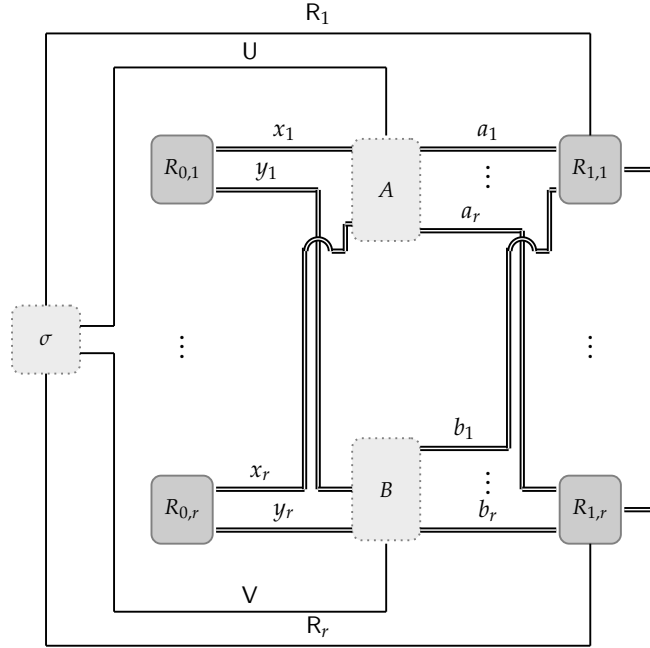 R₁
U
x₁
a₁
R₀,₁
y₁
A
⋮
R₁,₁
aᵣ
σ
⋮
⋮
b₁
xᵣ
R₀,ᵣ
yᵣ
B
⋮
bᵣ
R₁,ᵣ
V
Rᵣ